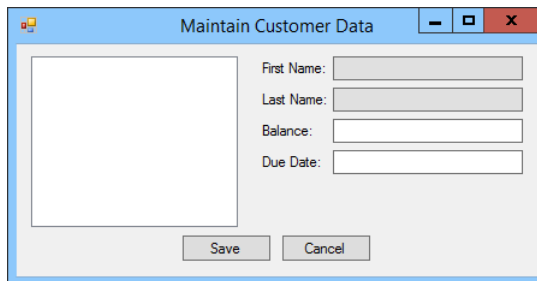 Maintain Customer Data
First Name:
Last Name:
Balance:
Due Date:
Save Cancel